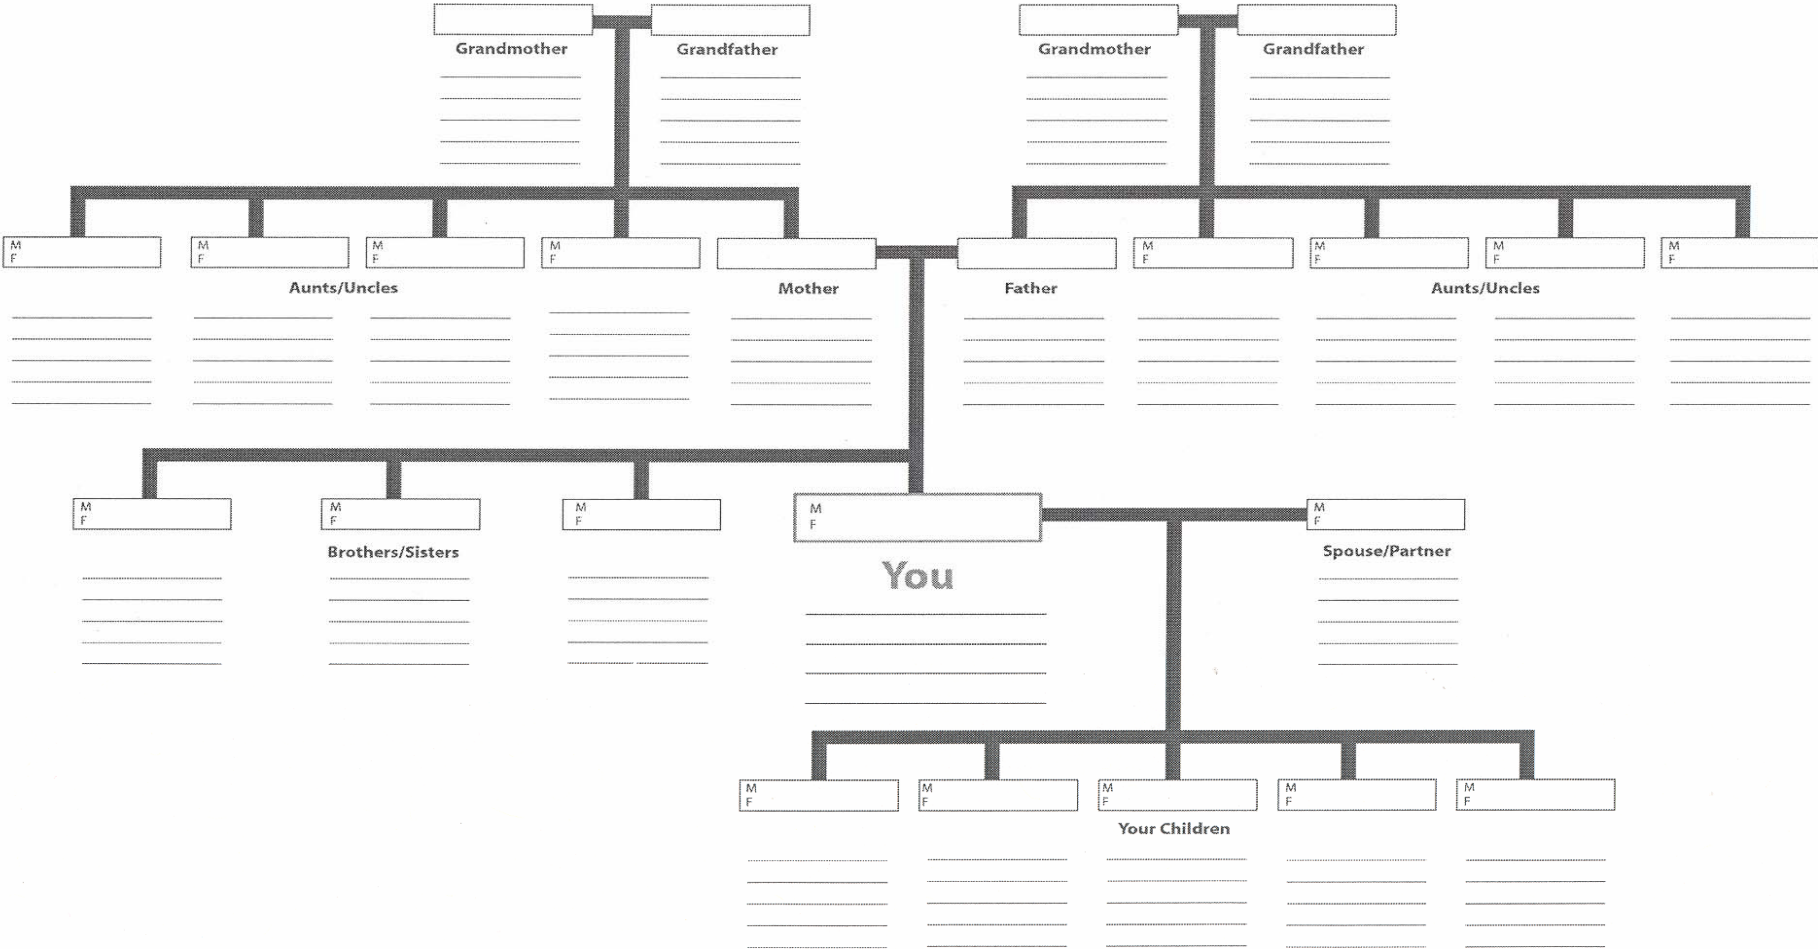 Grandmother Grandfather Grandmother Grandfather
M M M M M M M M
F F F F F F F F
Aunts/Uncles Mother Father Aunts/Uncles
M M M M M
F F F F F
Brothers/Sisters You Spouse/Partner
M M M M M
F F F F F
Your Children